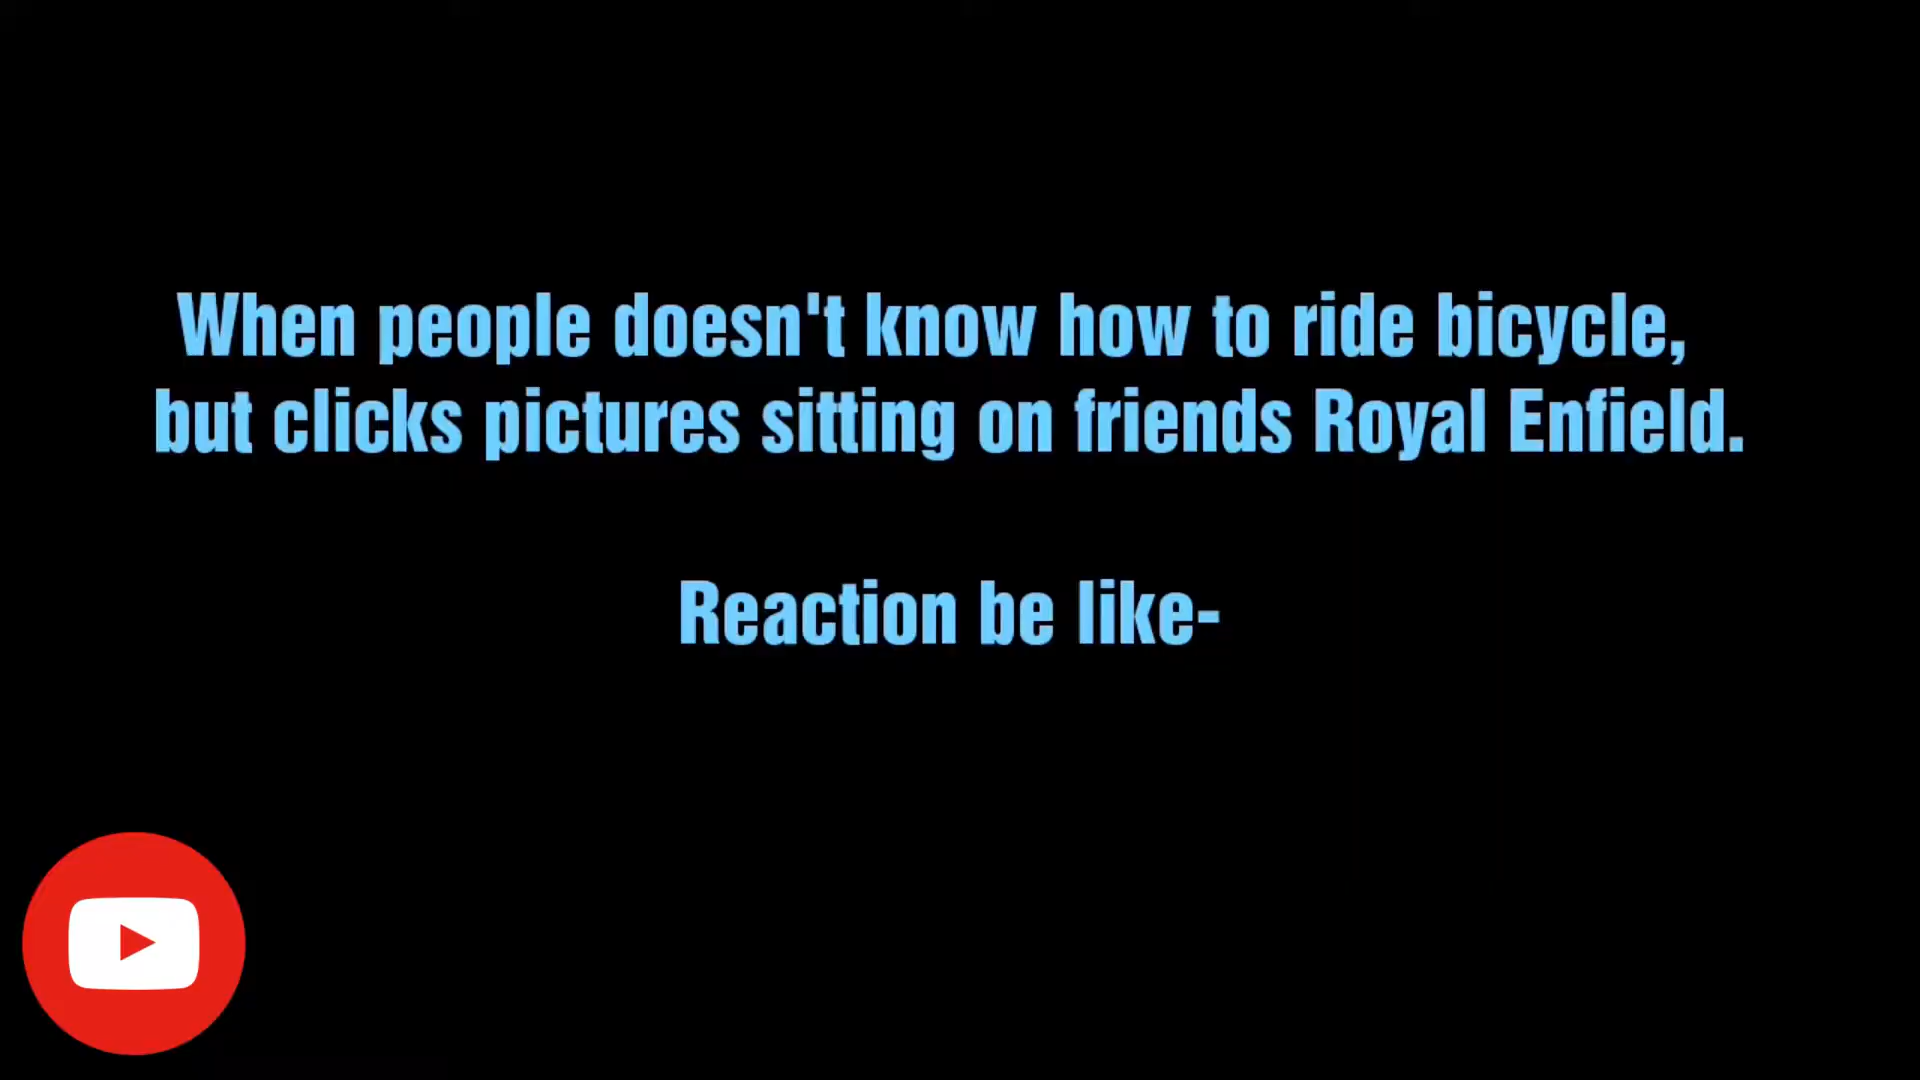 When people doesn't know how to ride bicycle,
but clicks pictures sitting on friends Royal Enfield.
Reaction be like-